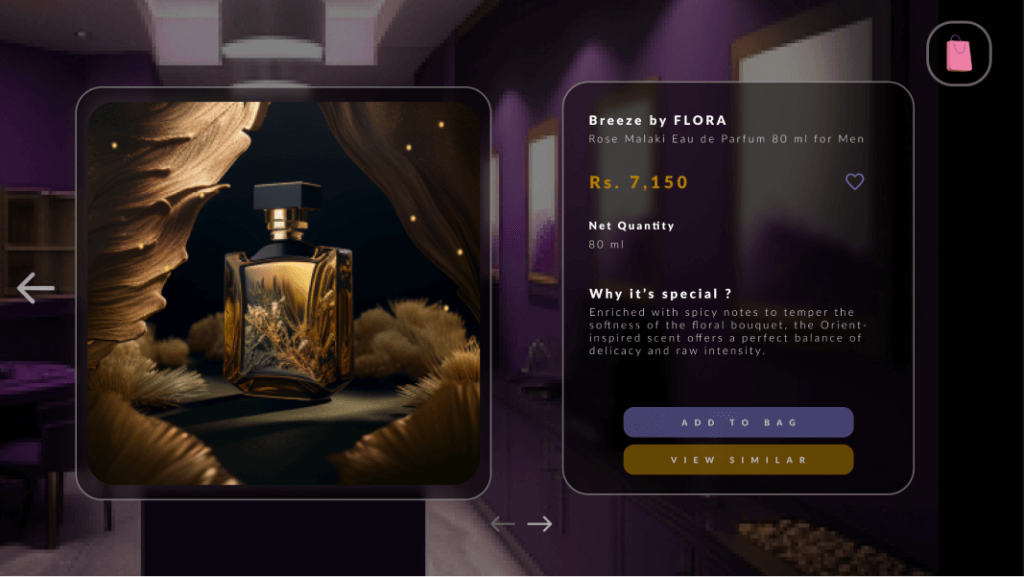 Breeze by FLORA
Rose Malaki Eau de Parfum 80 ml for Men
Rs. 7,150
Net Quantity
80 ml
Why it's special ?
Enriched with spicy notes to temper the
softness of the floral bouquet, the Orient-
inspired scent offers a perfect balance of
delicacy and raw intensity.
ADD TO BAG
VIEW SIMILAR